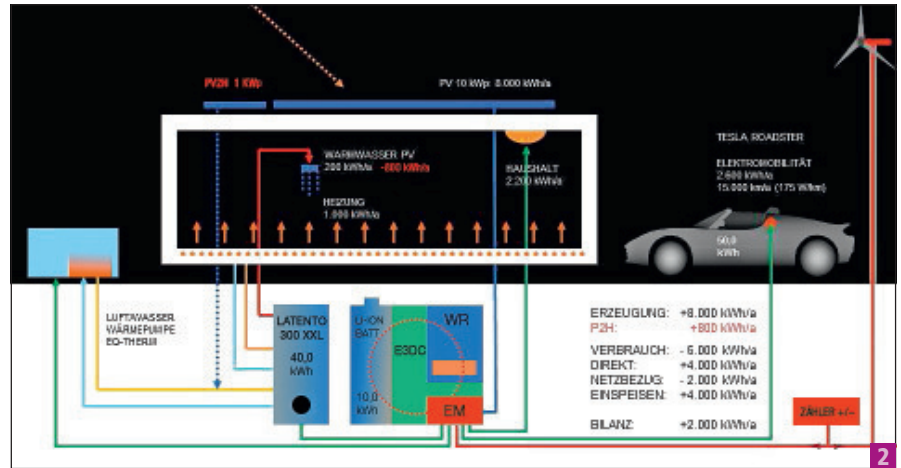 PV2H 1 KWp
PV 10 kWp: 8.000 kWh/a
WARMWASSER PV
200 kWh/a -800 kWh/a
HEIZUNG
1.000 kWh/a
HAUSHALT
2.200 kWh/a
TESLA ROADSTER
ELEKTROMOBILITÄT
2.600 kWh/a
15.000 km/a (175 W/km)
50,0
kWh
LUFT/WASSER
WÄRMEPUMPE
EQ-THERM
LATENTO
300 XXL
40,0
kWh
LI-ION
BATT
10,0
kWh
E3DC
WR
EM
ERZEUGUNG: +8.000 kWh/a
P2H: +800 kWh/a
VERBRAUCH: - 6.000 kWh/a
DIREKT: +4.000 kWh/a
NETZBEZUG: - 2.000 kWh/a
EINSPEISEN: +4.000 kWh/a
BILANZ: +2.000 kWh/a
ZÄHLER +/-
2